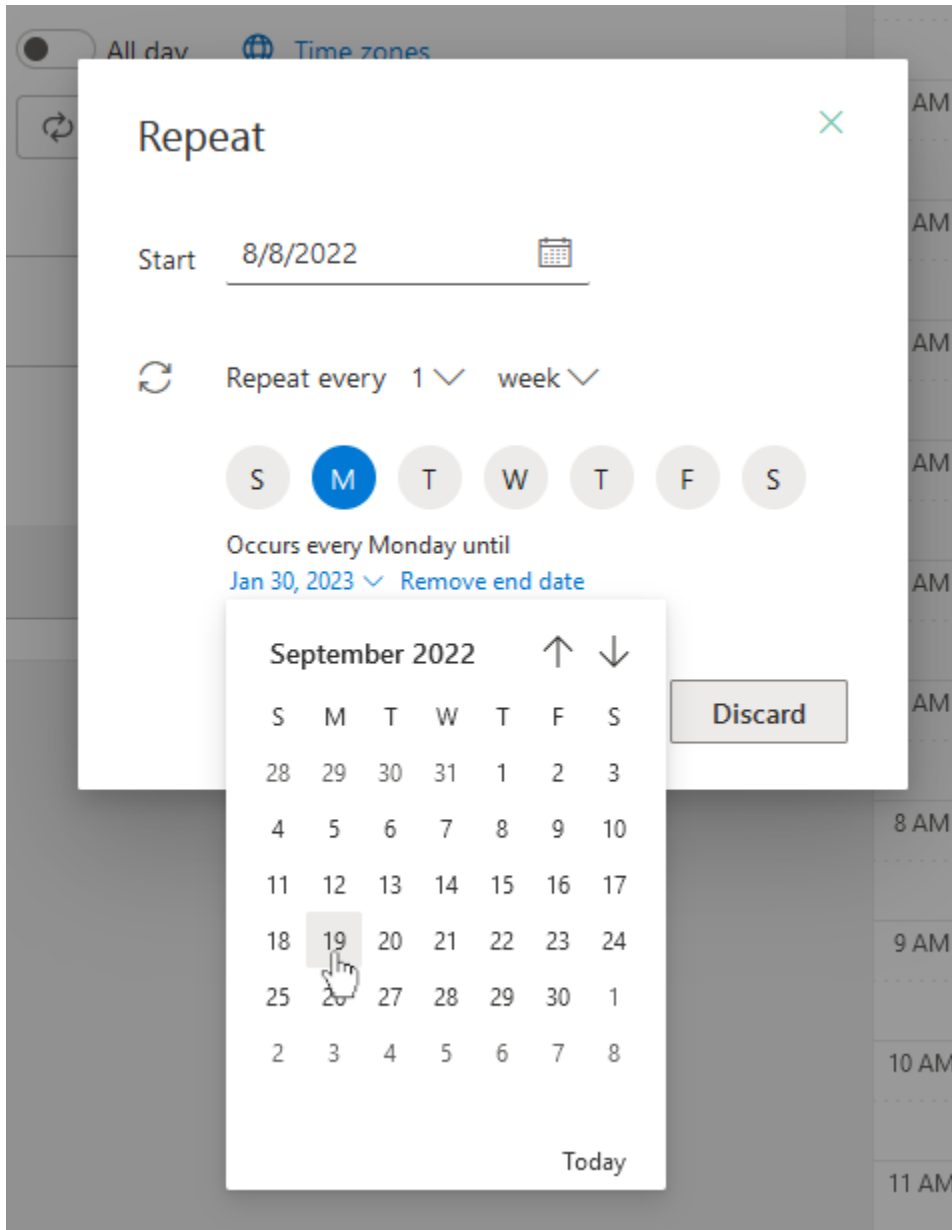 All day Time zones
Repeat
Start 8/8/2022
Repeat every 1 week
S M T W T F S
Occurs every Monday until
Jan 30, 2023 Remove end date
September 2022
Discard
S M T W T F S
28 29 30 31 1 2 3
4 5 6 7 8 9 10
11 12 13 14 15 16 17
18 19 20 21 22 23 24
25 26 27 28 29 30 1
2 3 4 5 6 7 8
Today
AM
AM
AM
AM
AM
AM
8 AM
9 AM
10 AM
11 AM